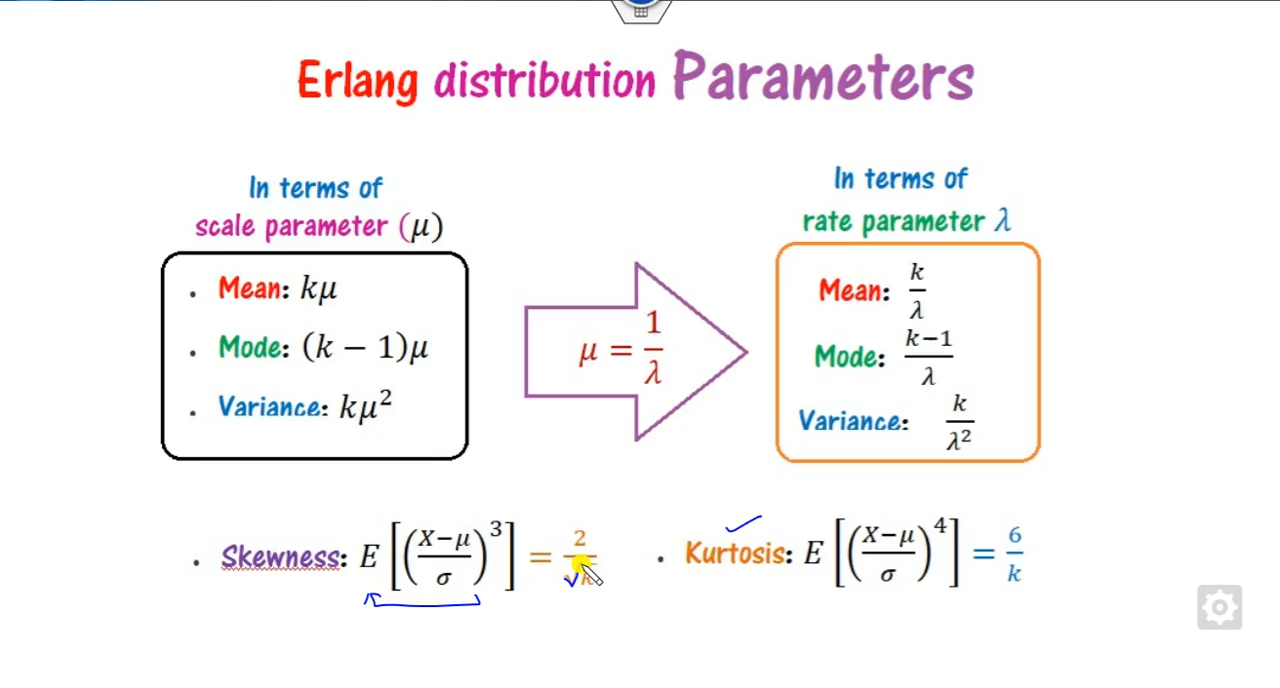 Erlang distribution Parameters
In terms of
scale parameter (μ)
. Mean: kμ
. Mode: (k − 1)μ
. Variance: kμ²
μ = 1/λ
In terms of
rate parameter λ
Mean: k/λ
Mode: k−1/λ
Variance: k/λ²
. Skewness: E[((X−μ)/σ)³] = 2/√k
. Kurtosis: E[((X−μ)/σ)⁴] = 6/k